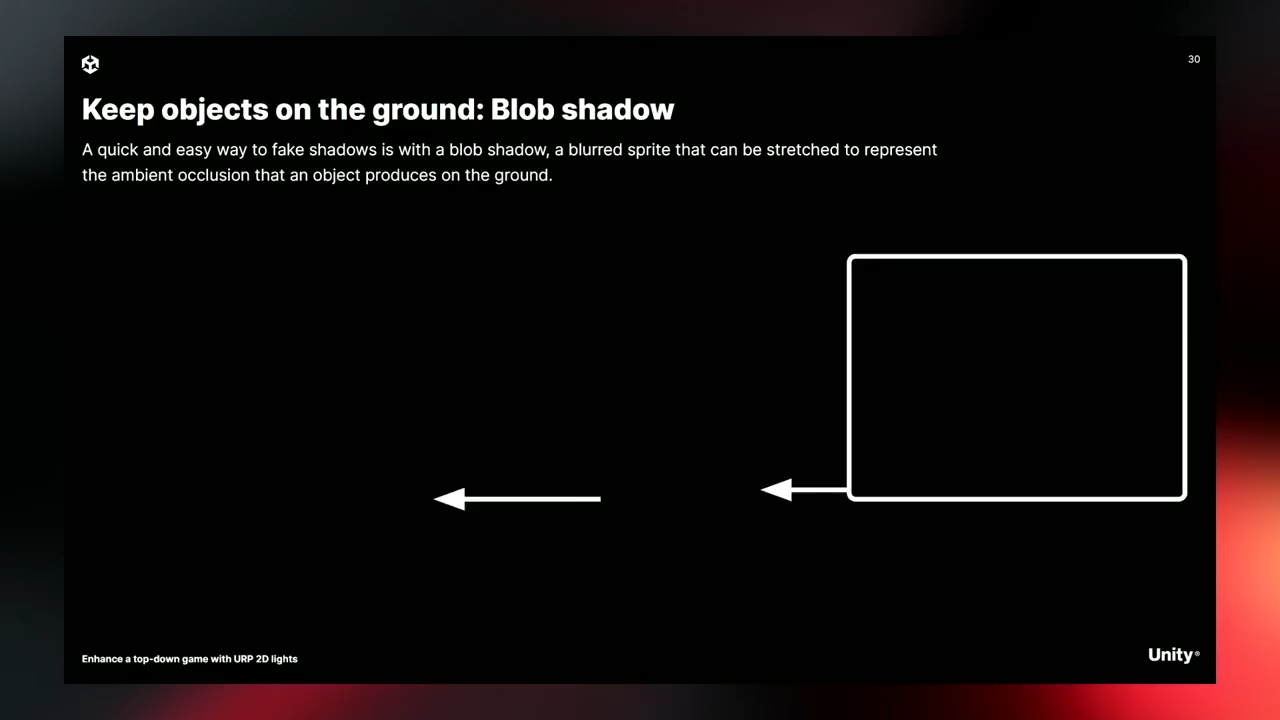 30
Keep objects on the ground: Blob shadow
A quick and easy way to fake shadows is with a blob shadow, a blurred sprite that can be stretched to represent
the ambient occlusion that an object produces on the ground.
Enhance a top-down game with URP 2D lights
Unity®